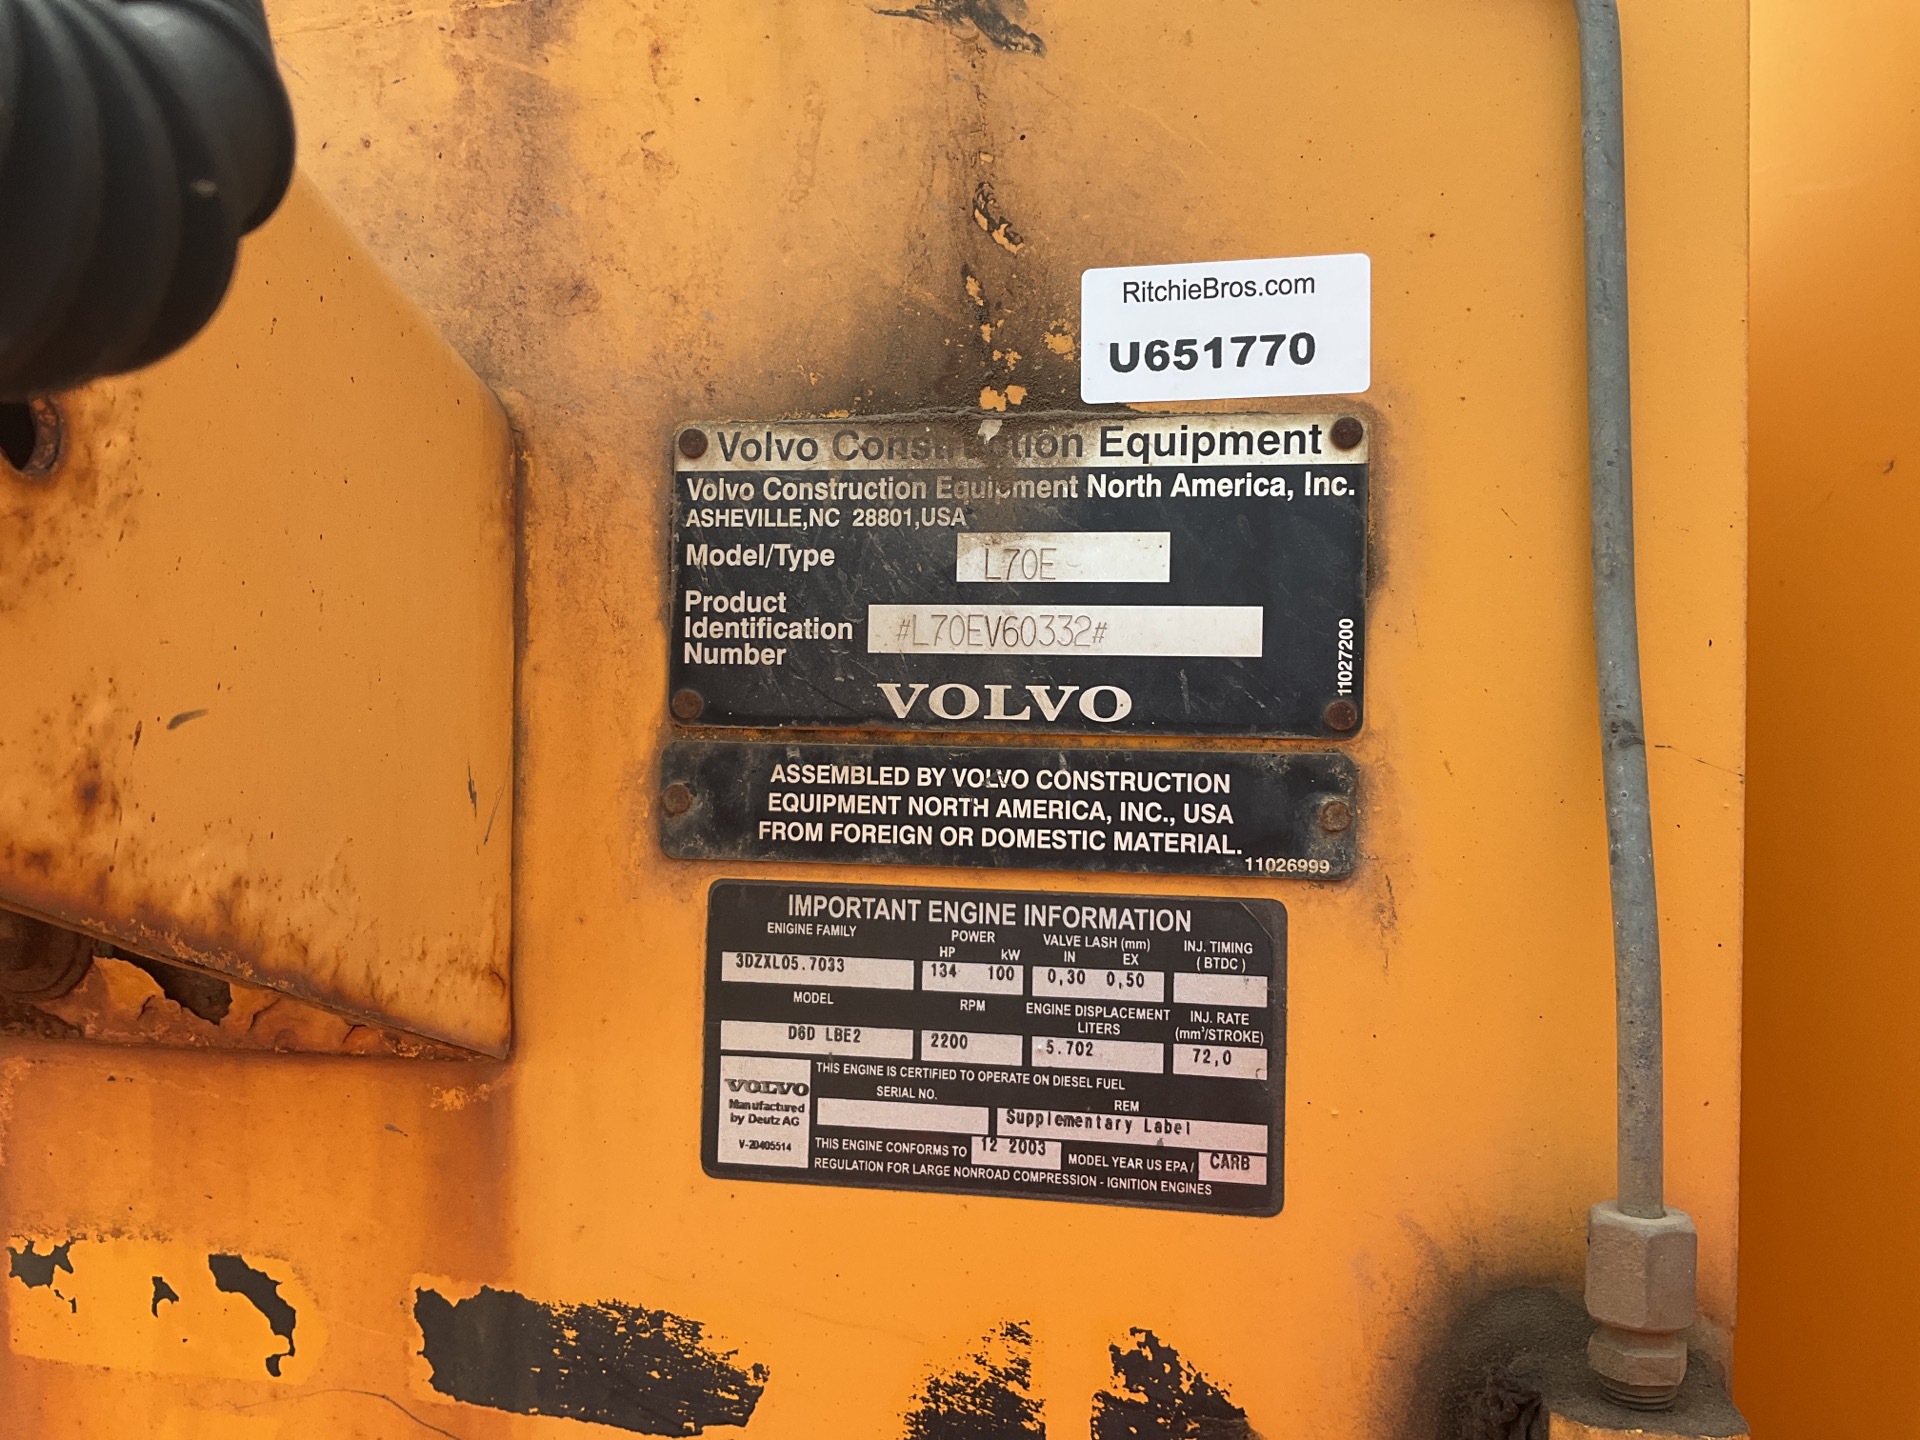 RitchieBros.com
U651770
Volvo Construction Equipment
Volvo Construction Equipment North America, Inc.
ASHEVILLE,NC 28801,USA
Model/Type L70E
Product
Identification
Number
#L70EV60332#
11027200
VOLVO
ASSEMBLED BY VOLVO CONSTRUCTION
EQUIPMENT NORTH AMERICA, INC., USA
FROM FOREIGN OR DOMESTIC MATERIAL.
11026999
IMPORTANT ENGINE INFORMATION
ENIGINE FAMILY POWER VALVE LASH (mm) INJ. TIMING
HP kW IN EX ( BTDC )
3DZXL05.7033 134 100 0,30 0,50
MODEL RPM ENGINE DISPLACEMENT INJ. RATE
LITERS (mm³/STROKE)
D6D LBE2 2200 5.702 72,0
THIS ENGINE IS CERTIFIED TO OPERATE ON DIESEL FUEL
SERIAL NO. REM
Supplementary Label
VOLVO
Manufactured
by Deutz AG
V-20405514
THIS ENGINE CONFORMS TO 12 2003 MODEL YEAR US EPA / CARB
REGULATION FOR LARGE NONROAD COMPRESSION - IGNITION ENGINES